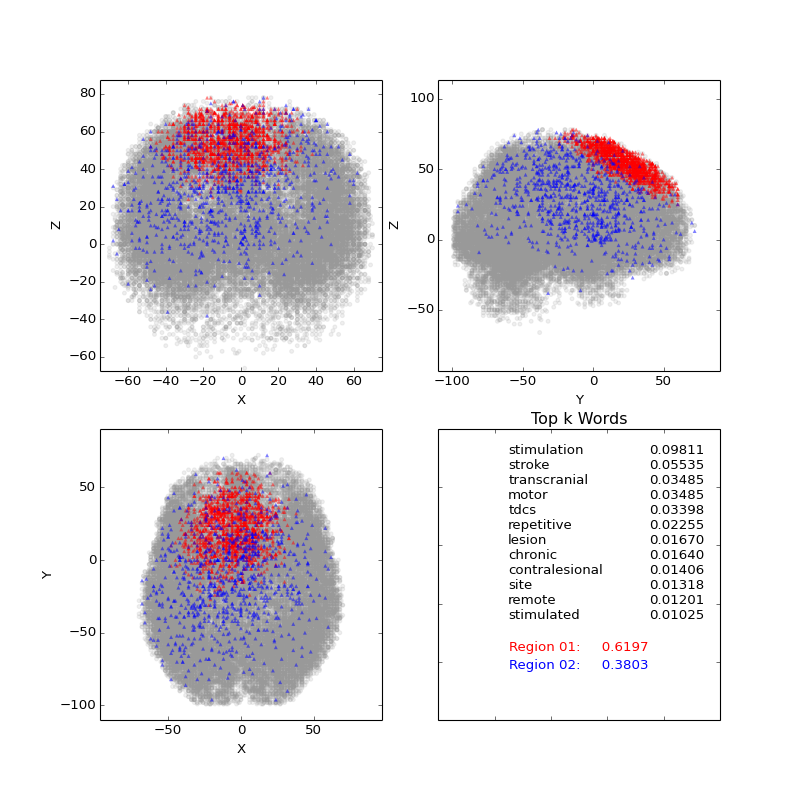 80
60
40
20
0
−20
−40
−60
Z
−60 −40 −20 0 20 40 60
X
100
50
0
−50
Z
−100 −50 0 50
Y
50
0
−50
−100
Y
−50 0 50
X
Top k Words
stimulation 0.09811
stroke 0.05535
transcranial 0.03485
motor 0.03485
tdcs 0.03398
repetitive 0.02255
lesion 0.01670
chronic 0.01640
contralesional 0.01406
site 0.01318
remote 0.01201
stimulated 0.01025
Region 01: 0.6197
Region 02: 0.3803